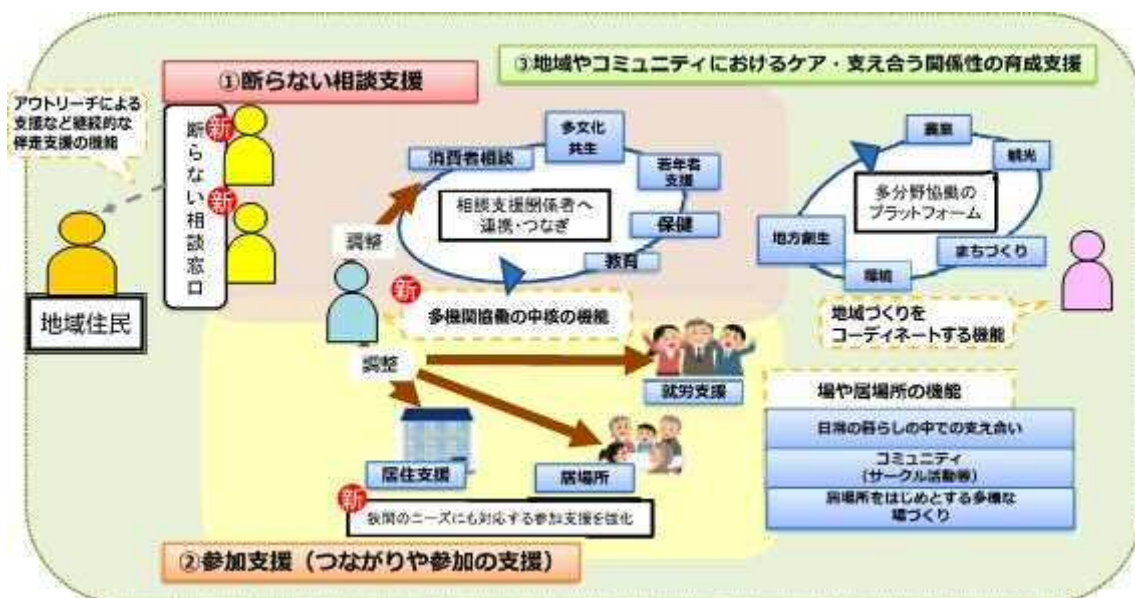 ①断らない相談支援
③地域やコミュニティにおけるケア・支え合う関係性の育成支援
アウトリーチによる
支援など継続的な
伴走支援の機能
新
新
断らない相談窓口
地域住民
多文化
共生
消費者相談
若年者
支援
相談支援関係者へ
連携・つなぎ
保健
教育
調整
新
多機関協働の中核の機能
農業
観光
多分野協働の
プラットフォーム
地方創生
まちづくり
環境
地域づくりを
コーディネートする機能
調整
就労支援
居住支援
居場所
新
狭間のニーズにも対応する参加支援を強化
場や居場所の機能
日常の暮らしの中での支え合い
コミュニティ
(サークル活動等)
居場所をはじめとする多様な
場づくり
②参加支援（つながりや参加の支援）